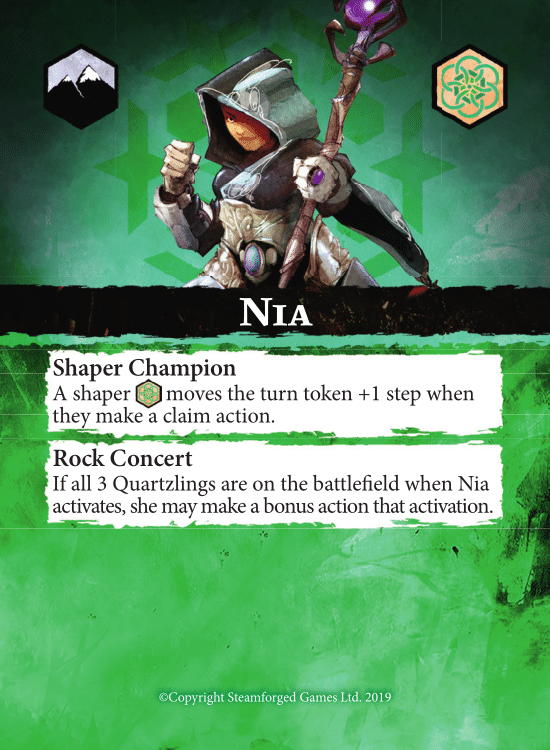 Nia
Shaper Champion
A shaper moves the turn token +1 step when
they make a claim action.
Rock Concert
If all 3 Quartzlings are on the battlefield when Nia
activates, she may make a bonus action that activation.
©Copyright Steamforged Games Ltd. 2019